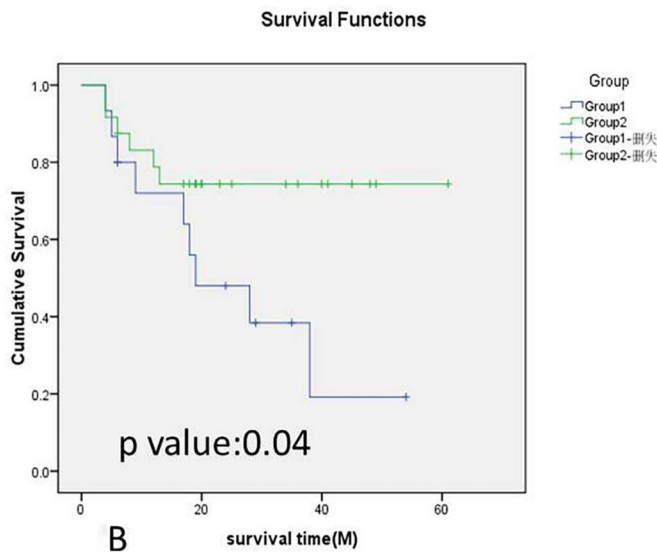 Survival Functions
Group
Group1
Group2
Group1-删失
Group2-删失
Cumulative Survival
1.0
0.8
0.6
0.4
0.2
0.0
p value:0.04
0
20
40
60
B
survival time(M)